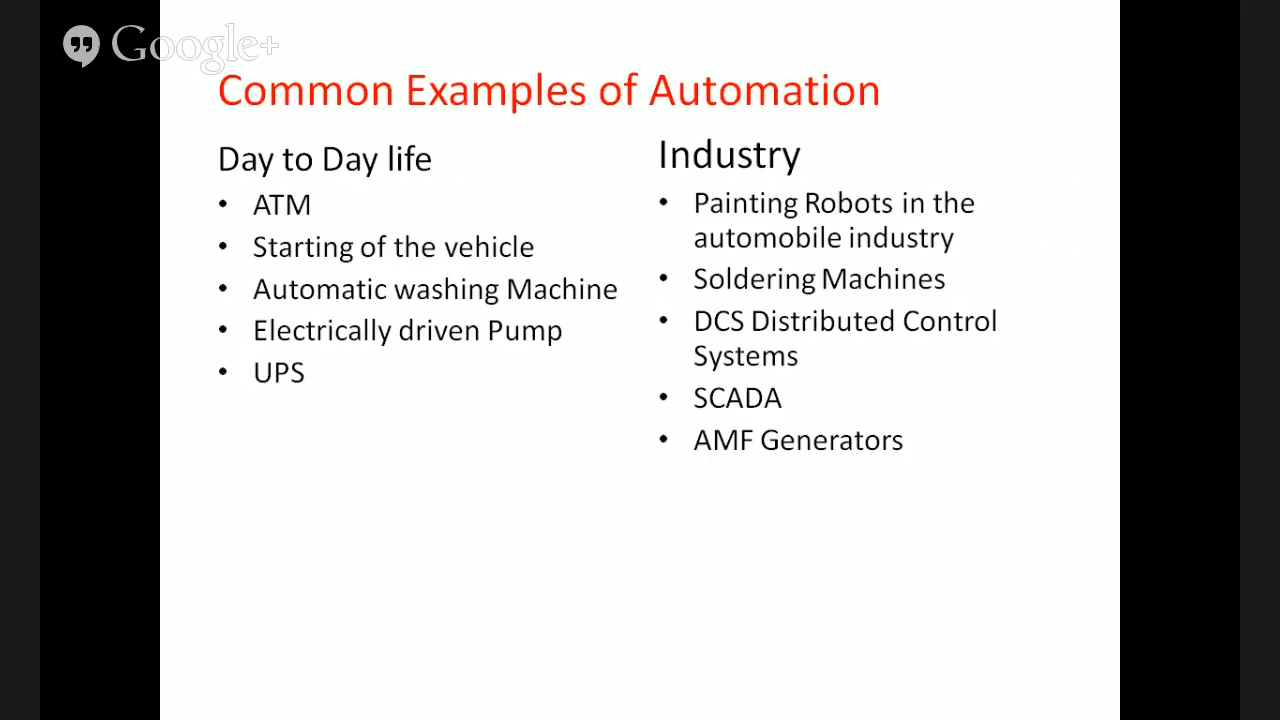 Google+
Common Examples of Automation
Day to Day life
• ATM
• Starting of the vehicle
• Automatic washing Machine
• Electrically driven Pump
• UPS
Industry
• Painting Robots in the
automobile industry
• Soldering Machines
• DCS Distributed Control
Systems
• SCADA
• AMF Generators